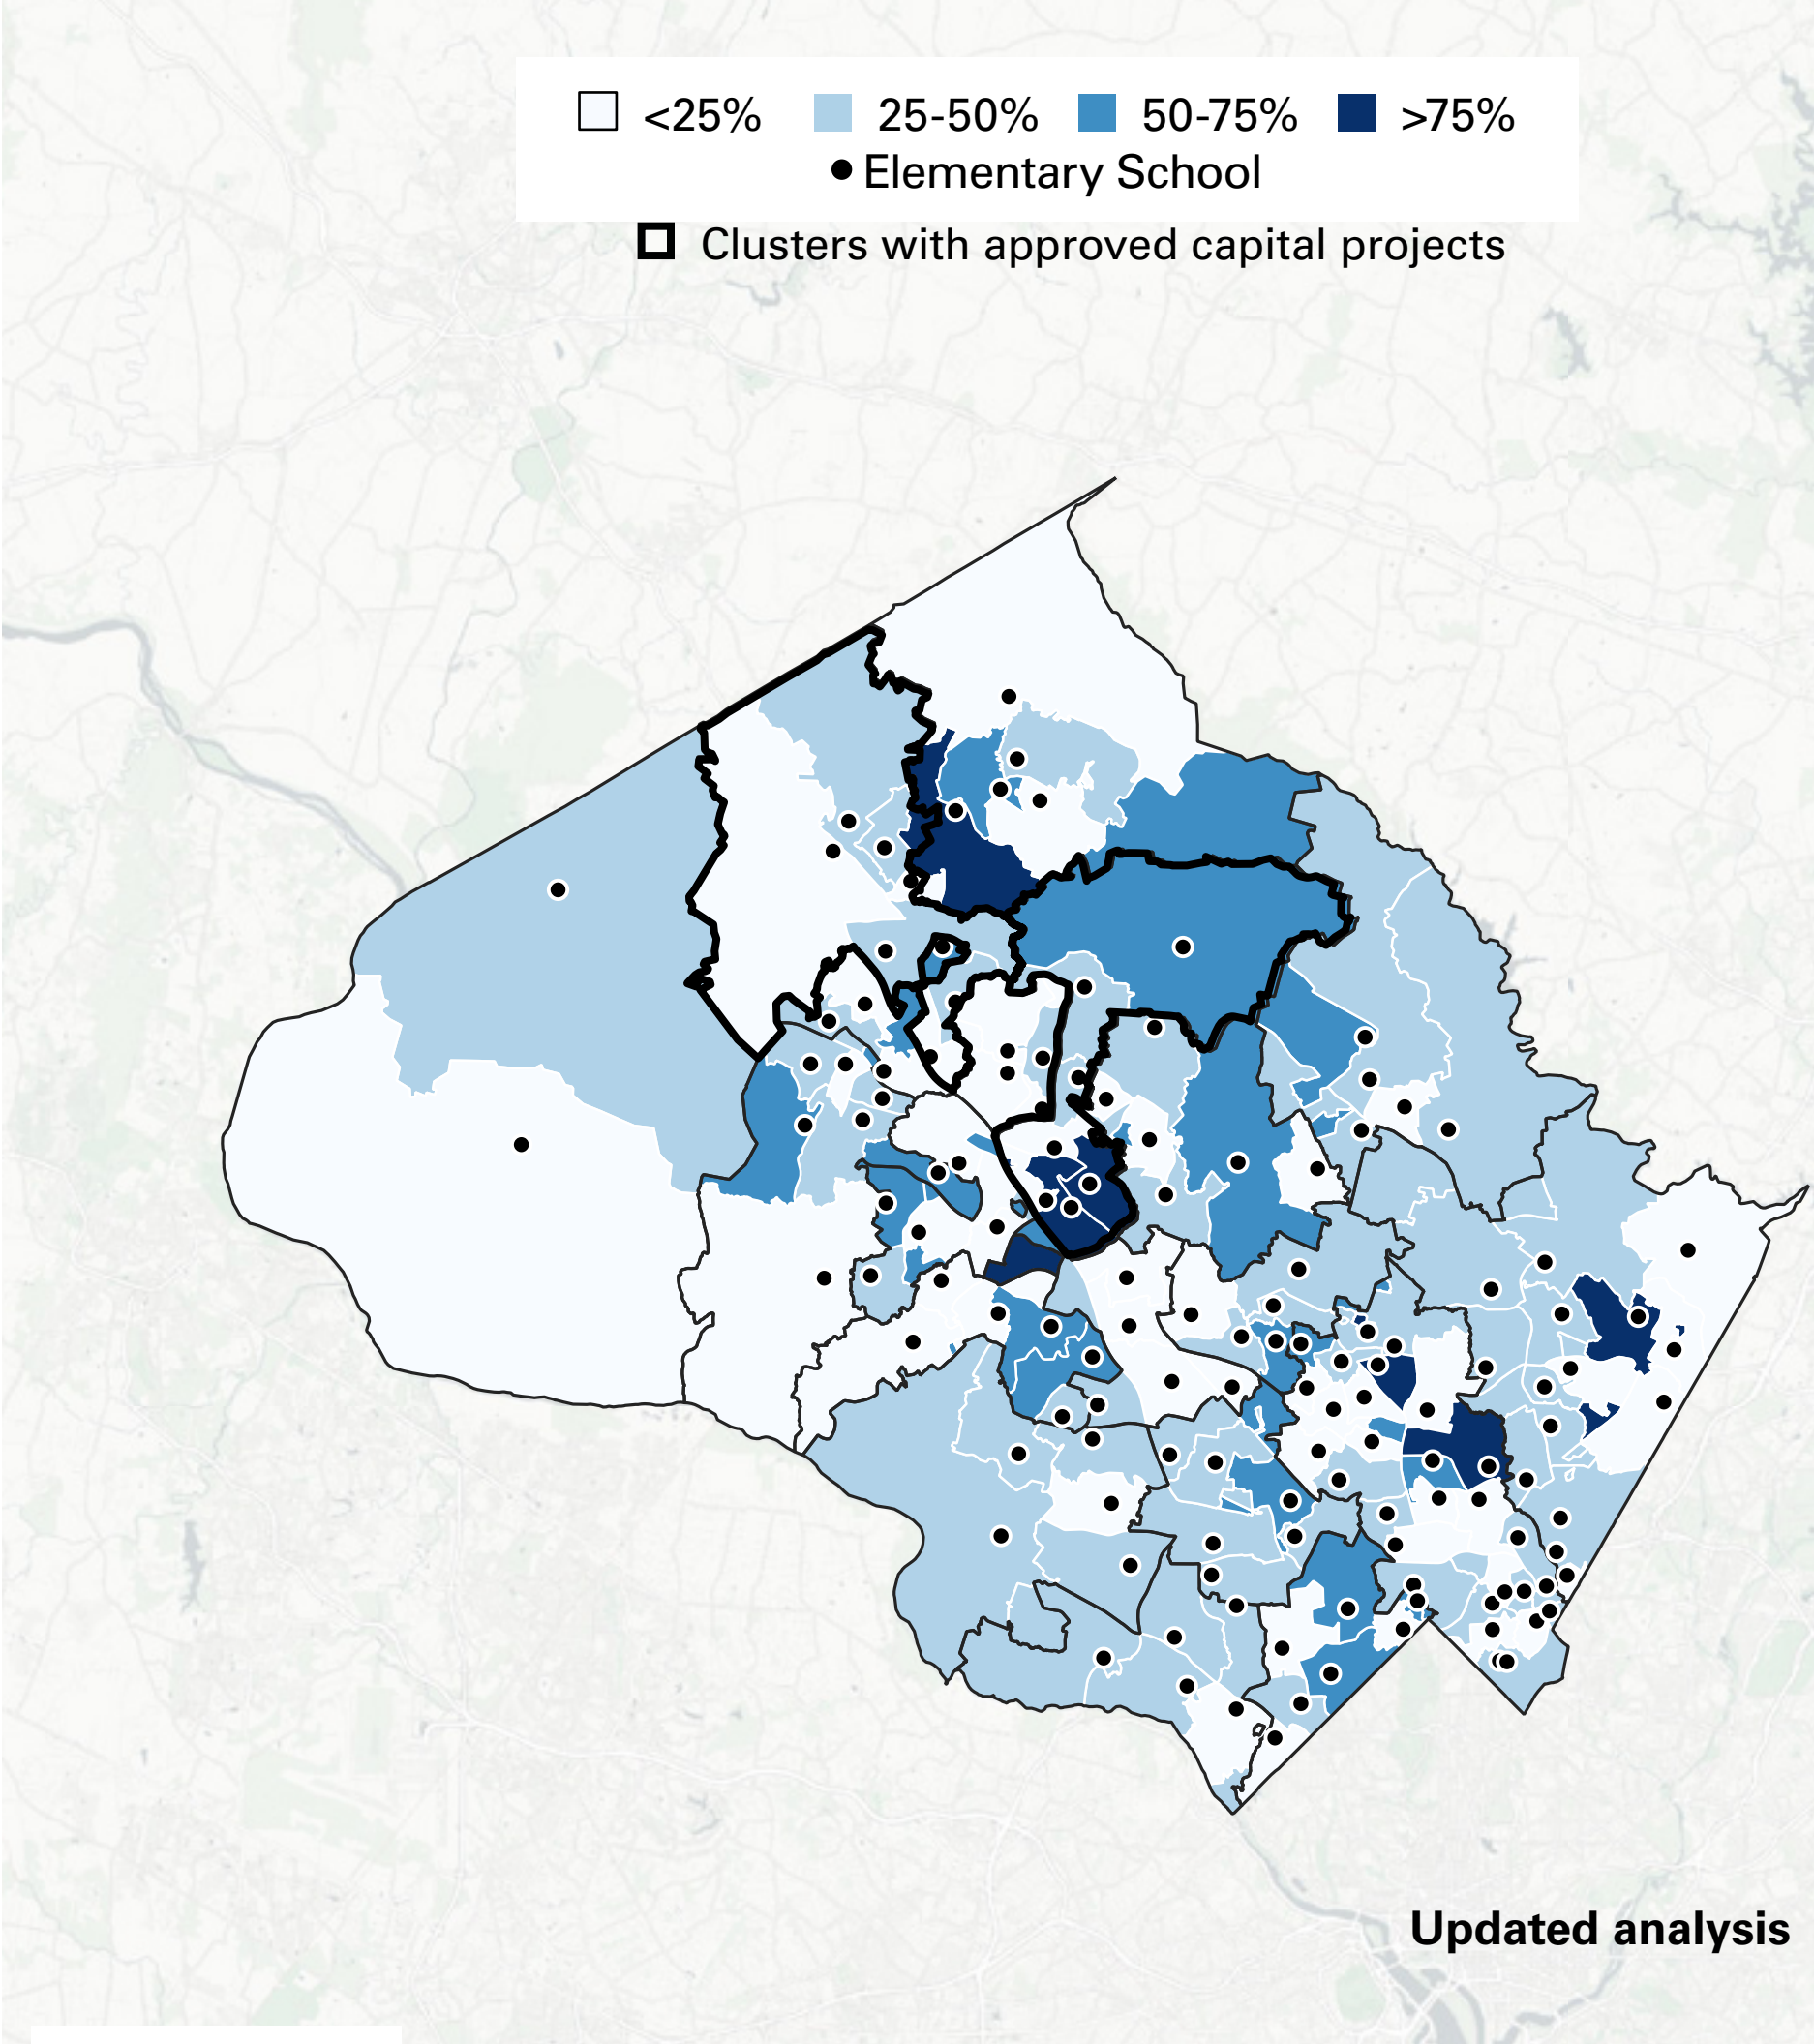 <25% 25-50% 50-75% >75%
Elementary School
Clusters with approved capital projects
Updated analysis